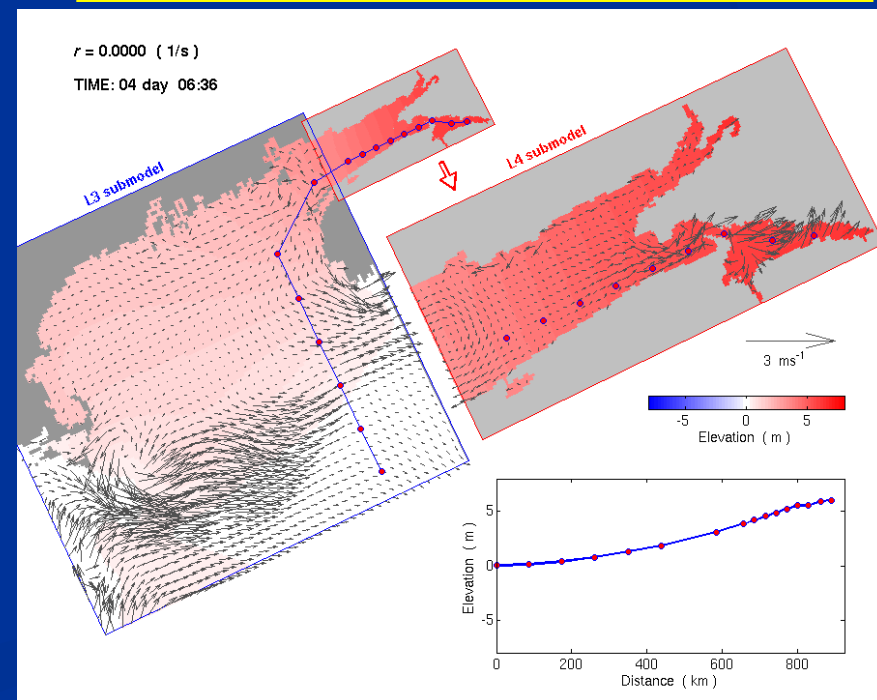 r = 0.0000 ( 1/s )
TIME: 04 day 06:36
L3 submodel
L4 submodel
3 ms-1
-5 0 5
Elevation ( m )
5
0
-5
Elevation ( m )
0 200 400 600 800
Distance ( km )